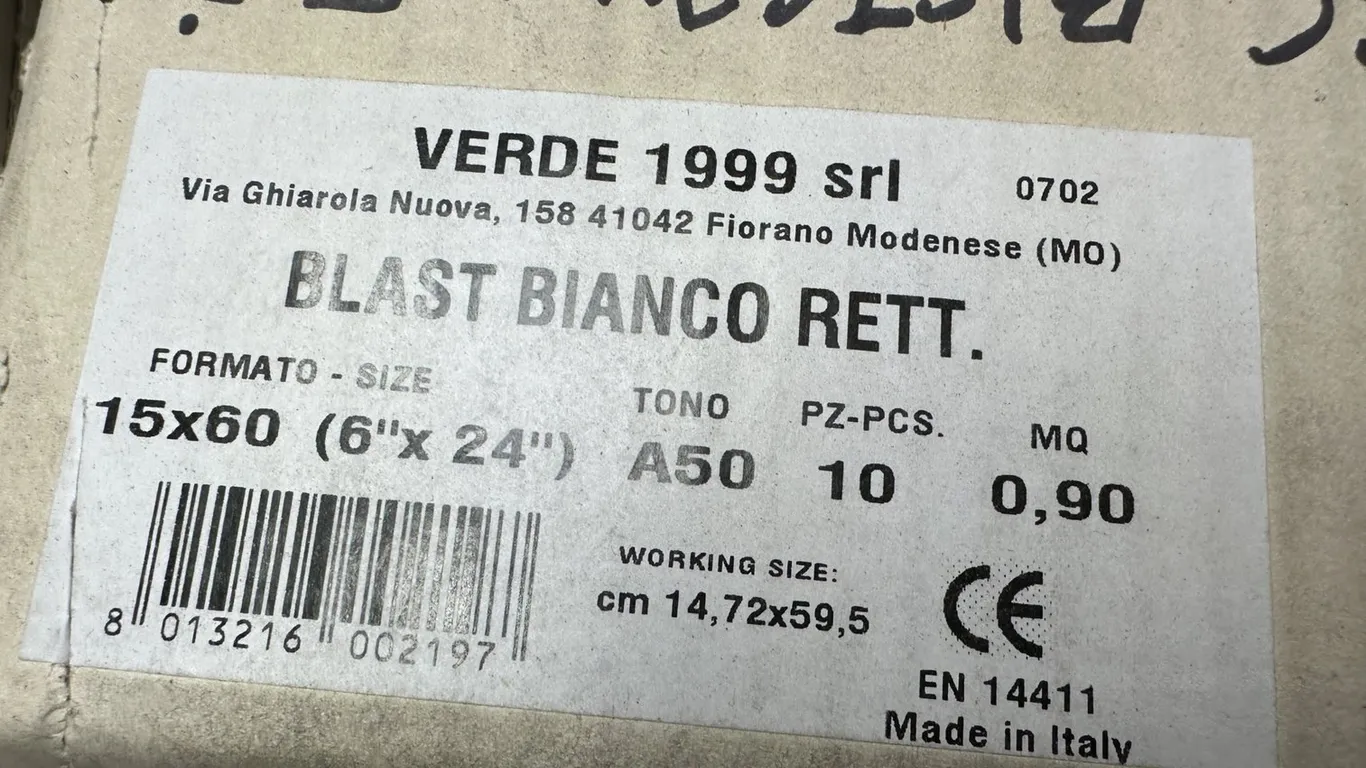 VERDE 1999 srl 0702
Via Ghiarola Nuova, 158 41042 Fiorano Modenese (MO)
BLAST BIANCO RETT.
FORMATO - SIZE TONO PZ-PCS. MQ
15x60 (6"x 24") A50 10 0,90
WORKING SIZE:
cm 14,72x59,5
CE
8 013216 002197
EN 14411
Made in Italy